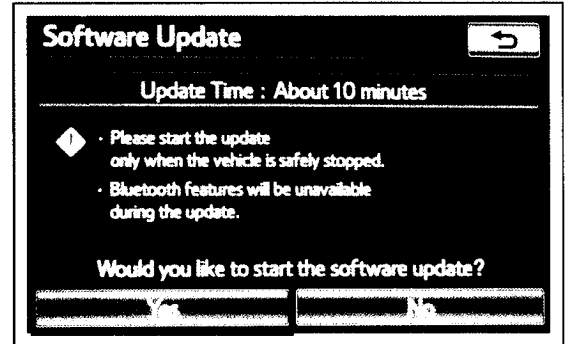 Software Update
Update Time : About 10 minutes
· Please start the update
only when the vehicle is safely stopped.
· Bluetooth features will be unavailable
during the update.
Would you like to start the software update?
Yes No